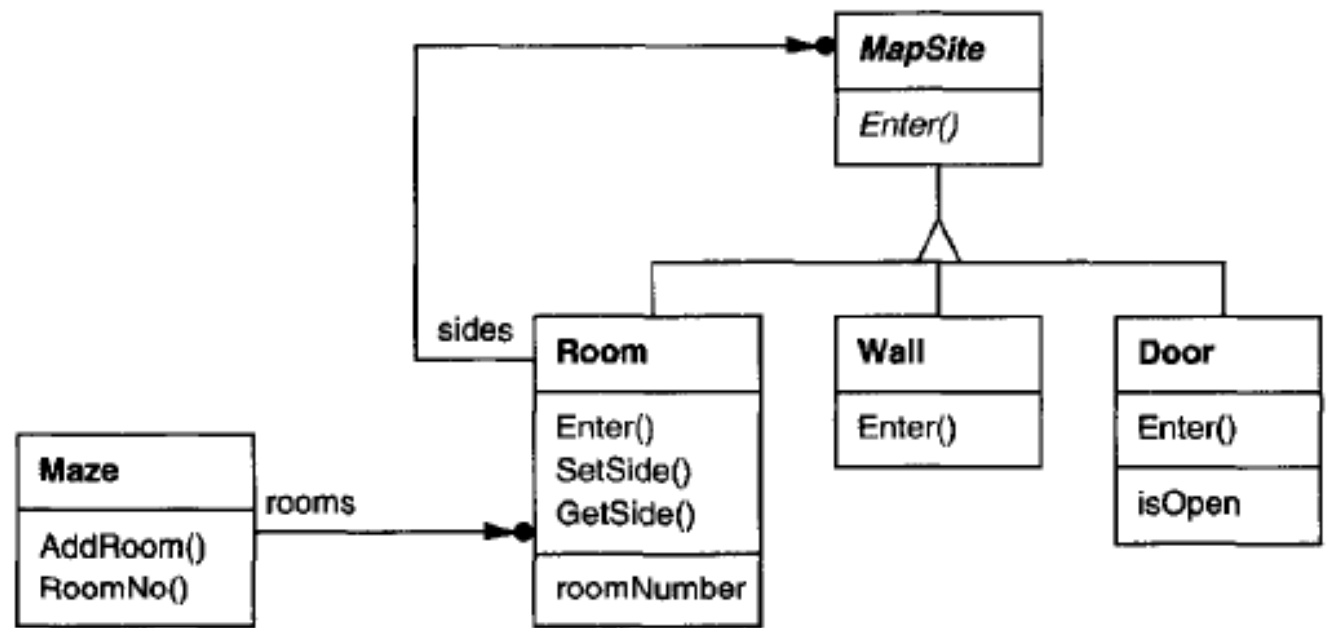 MapSite
Enter()
sides
Room
Enter()
SetSide()
GetSide()
roomNumber
Wall
Enter()
Door
Enter()
isOpen
Maze
AddRoom()
RoomNo()
rooms